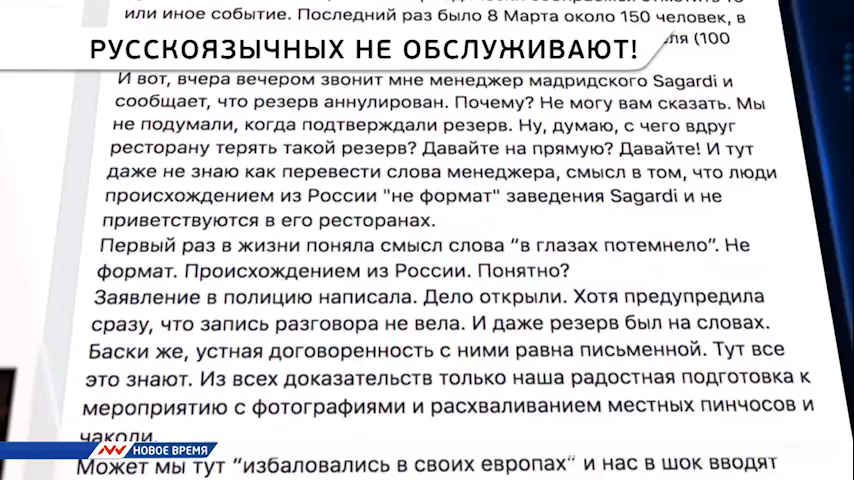 или иное событие. Последний раз было 8 Марта около 150 человек, в
ля (100
РУССКОЯЗЫЧНЫХ НЕ ОБСЛУЖИВАЮТ!
И вот, вчера вечером звонит мне менеджер мадридского Sagardi и
сообщает, что резерв аннулирован. Почему? Не могу вам сказать. Мы
не подумали, когда подтверждали резерв. Ну, думаю, с чего вдруг
ресторану терять такой резерв? Давайте на прямую? Давайте! И тут
даже не знаю как перевести слова менеджера, смысл в том, что люди
происхождением из России "не формат" заведения Sagardi и не
приветствуются в его ресторанах.
Первый раз в жизни поняла смысл слова “в глазах потемнело”. Не
формат. Происхождением из России. Понятно?
Заявление в полицию написала. Дело открыли. Хотя предупредила
сразу, что запись разговора не вела. И даже резерв был на словах.
Баски же, устная договоренность с ними равна письменной. Тут все
это знают. Из всех доказательств только наша радостная подготовка к
мероприятию с фотографиями и расхваливанием местных пинчосов и
чаколи.
НОВОЕ ВРЕМЯ
Может мы тут “избаловались в своих европах“ и нас в шок вводят